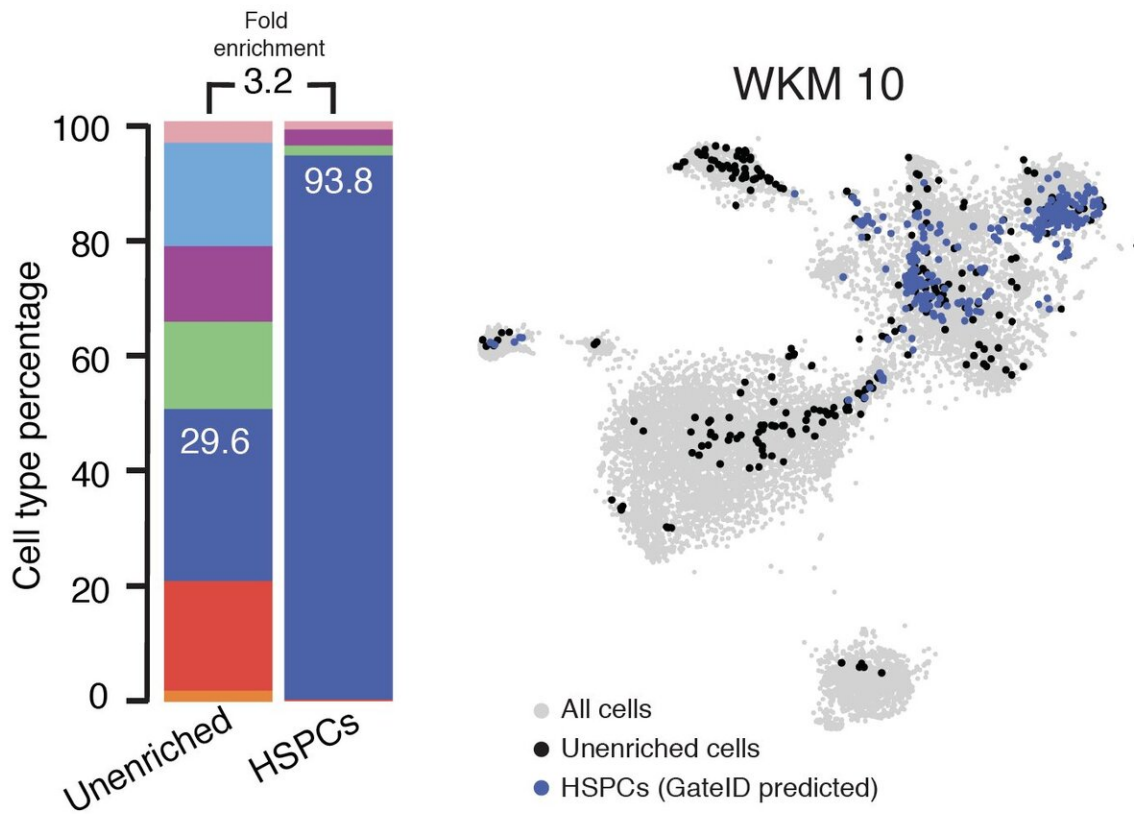 Fold
enrichment
3.2
WKM 10
100
80
60
40
20
0
Cell type percentage
93.8
29.6
Unenriched
HSPCs
All cells
Unenriched cells
HSPCs (GateID predicted)